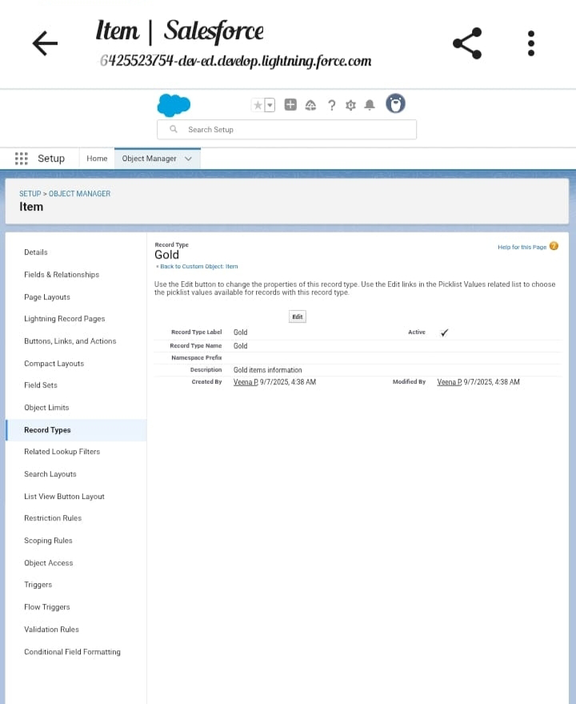 Item | Salesforce
6425523754-dev-ed.develop.lightning.force.com
Search Setup
Setup
Home
Object Manager
SETUP > OBJECT MANAGER
Item
Details
Fields & Relationships
Page Layouts
Lightning Record Pages
Buttons, Links, and Actions
Compact Layouts
Field Sets
Object Limits
Record Types
Related Lookup Filters
Search Layouts
List View Button Layout
Restriction Rules
Scoping Rules
Object Access
Triggers
Flow Triggers
Validation Rules
Conditional Field Formatting
Record Type
Gold
Help for this Page
« Back to Custom Object: Item
Use the Edit button to change the properties of this record type. Use the Edit links in the Picklist Values related list to choose
the picklist values available for records with this record type.
Edit
Record Type Label Gold Active ✓
Record Type Name Gold
Namespace Prefix
Description Gold items information
Created By Veena P, 9/7/2025, 4:38 AM Modified By Veena P, 9/7/2025, 4:38 AM